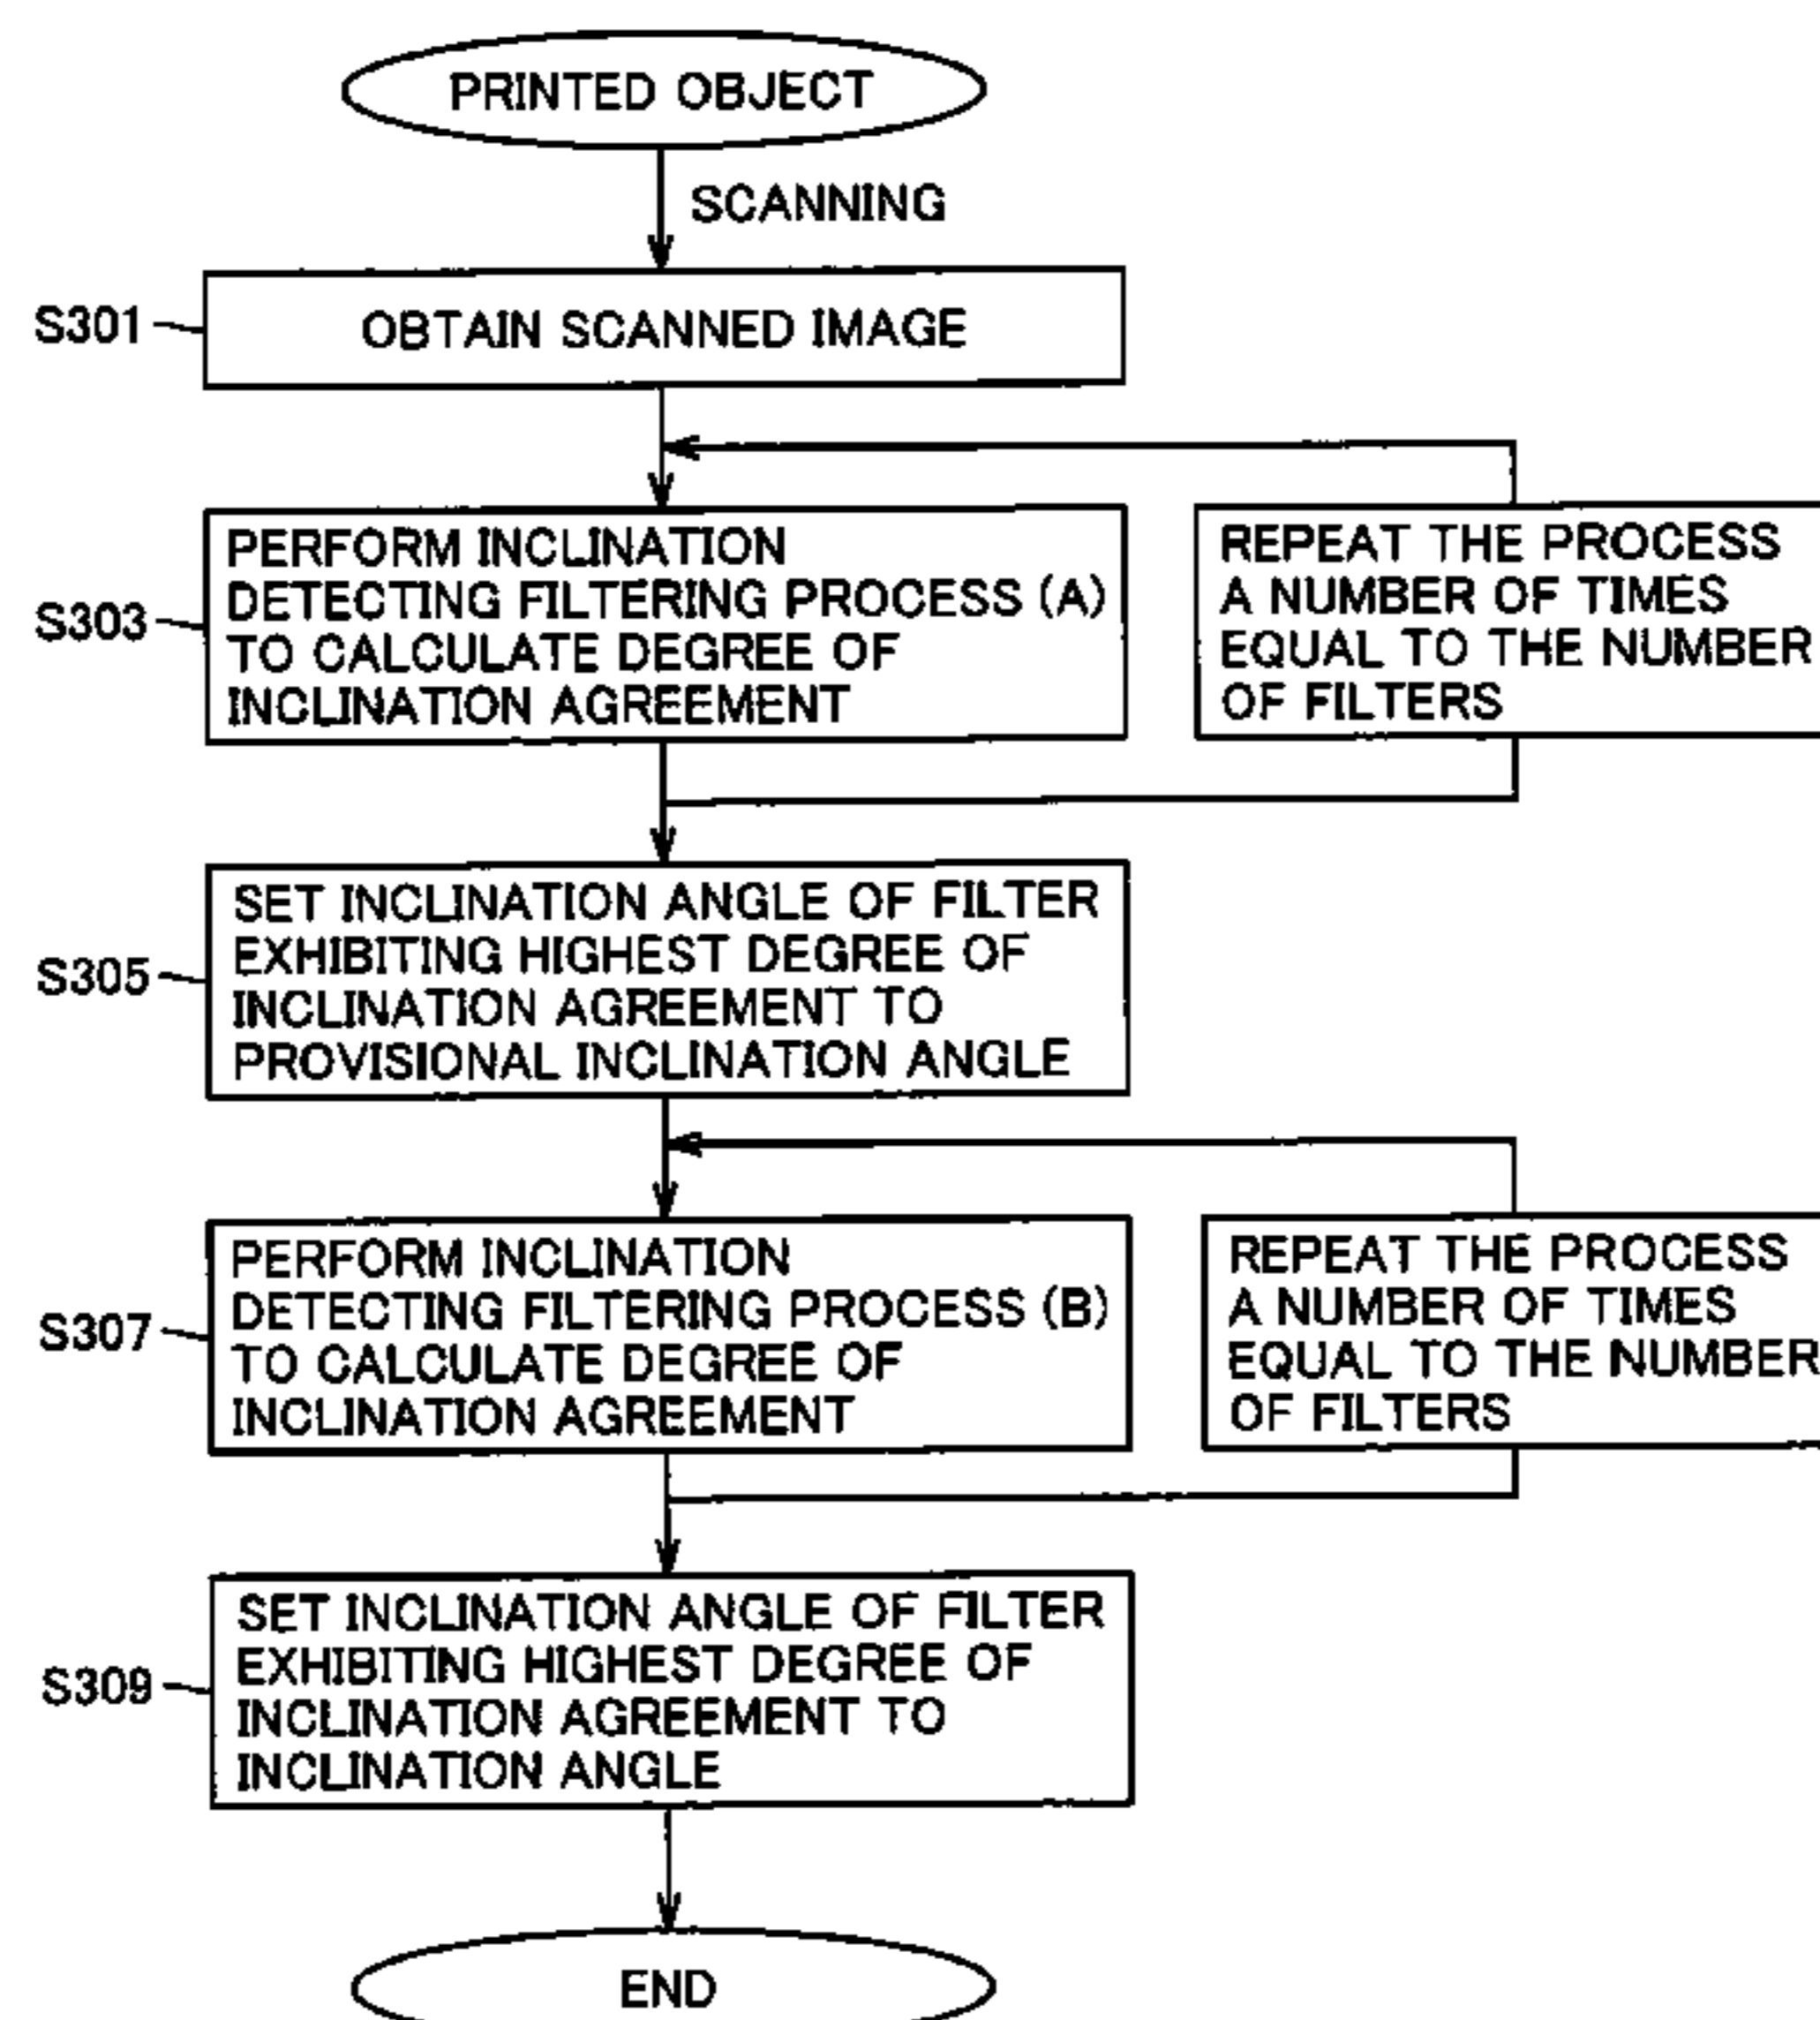 PRINTED OBJECT
SCANNING
S301
OBTAIN SCANNED IMAGE
S303
PERFORM INCLINATION
DETECTING FILTERING PROCESS (A)
TO CALCULATE DEGREE OF
INCLINATION AGREEMENT
REPEAT THE PROCESS
A NUMBER OF TIMES
EQUAL TO THE NUMBER
OF FILTERS
S305
SET INCLINATION ANGLE OF FILTER
EXHIBITING HIGHEST DEGREE OF
INCLINATION AGREEMENT TO
PROVISIONAL INCLINATION ANGLE
S307
PERFORM INCLINATION
DETECTING FILTERING PROCESS (B)
TO CALCULATE DEGREE OF
INCLINATION AGREEMENT
REPEAT THE PROCESS
A NUMBER OF TIMES
EQUAL TO THE NUMBER
OF FILTERS
S309
SET INCLINATION ANGLE OF FILTER
EXHIBITING HIGHEST DEGREE OF
INCLINATION AGREEMENT TO
INCLINATION ANGLE
END